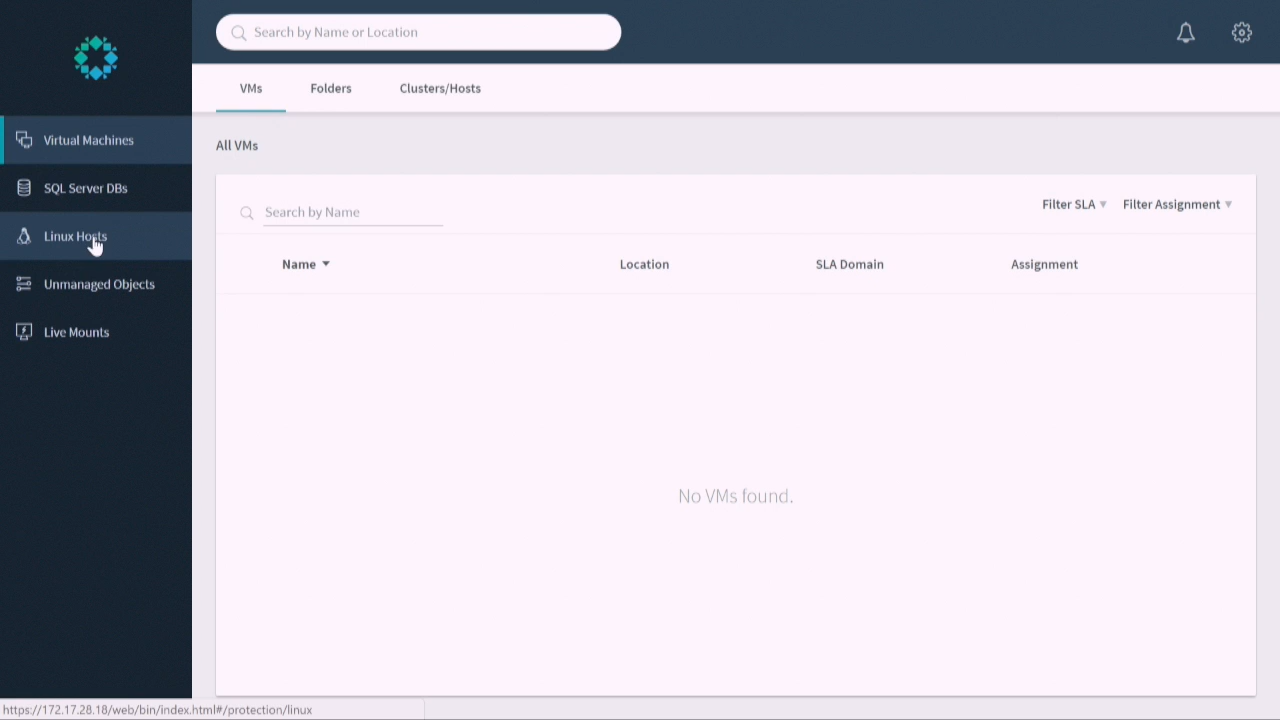 Search by Name or Location
VMs
Folders
Clusters/Hosts
Virtual Machines
SQL Server DBs
Linux Hosts
Unmanaged Objects
Live Mounts
All VMs
Search by Name
Filter SLA
Filter Assignment
Name
Location
SLA Domain
Assignment
No VMs found.
https://172.17.28.18/web/bin/index.html#/protection/linux